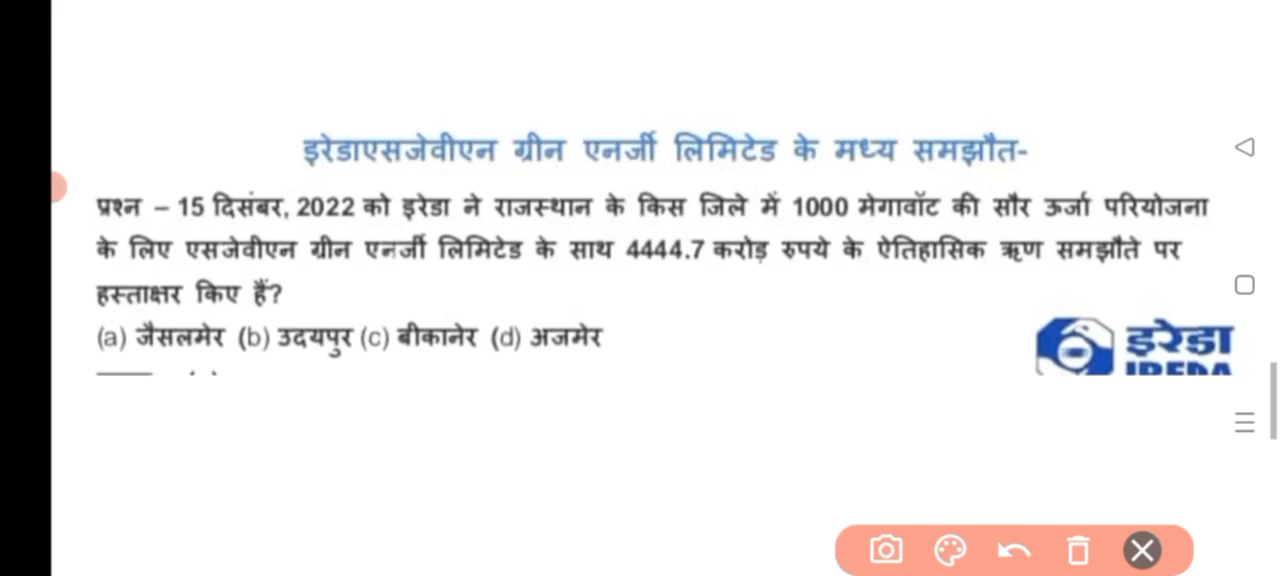 इरेडाएसजेवीएन ग्रीन एनर्जी लिमिटेड के मध्य समझौत-
प्रश्न – 15 दिसंबर, 2022 को इरेडा ने राजस्थान के किस जिले में 1000 मेगावॉट की सौर ऊर्जा परियोजना
के लिए एसजेवीएन ग्रीन एनर्जी लिमिटेड के साथ 4444.7 करोड़ रुपये के ऐतिहासिक ऋण समझौते पर
हस्ताक्षर किए हैं?
(a) जैसलमेर (b) उदयपुर (c) बीकानेर (d) अजमेर
इरेडा
IREDA